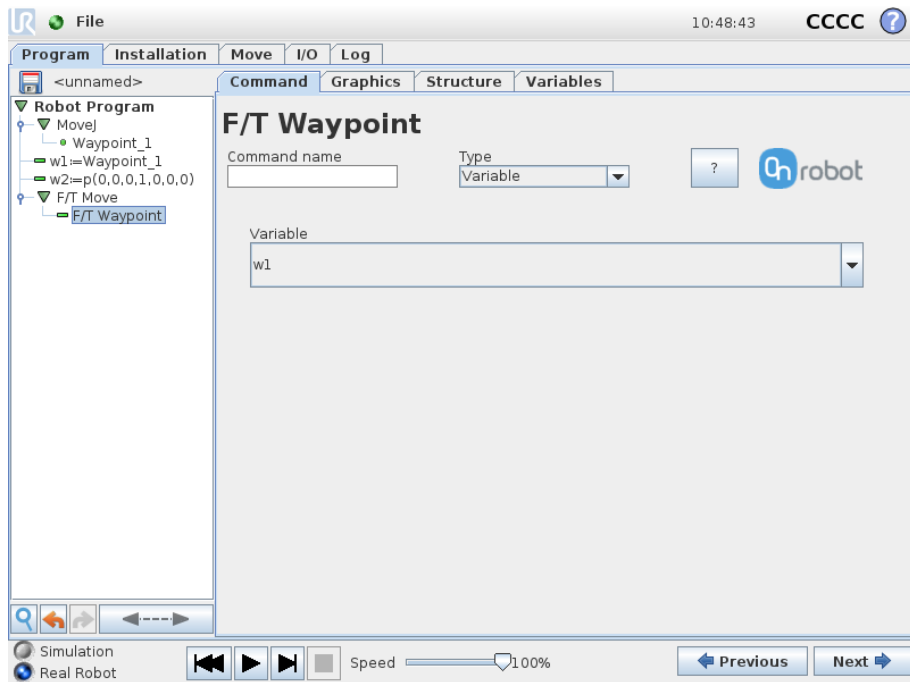 UR File 10:48:43 CCCC ?
Program Installation Move I/O Log
<unnamed> Command Graphics Structure Variables
Robot Program
MoveJ
Waypoint_1
w1:=Waypoint_1
w2:=p(0,0,0,1,0,0,0)
F/T Move
F/T Waypoint
F/T Waypoint
Command name Type
Variable ? On robot
Variable
w1
Simulation
Real Robot
Speed 100% Previous Next